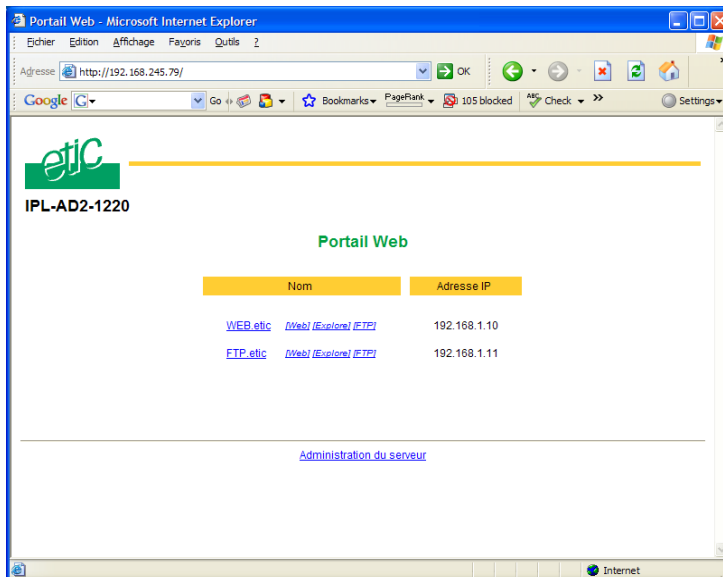 Portail Web - Microsoft Internet Explorer
Fichier Edition Affichage Favoris Outils ?
Adresse http://192.168.245.79/ OK
Google G Go Bookmarks PageRank 105 blocked ABC Check » Settings
etic
IPL-AD2-1220
Portail Web
Nom Adresse IP
WEB.etic [Web] [Explore] [FTP] 192.168.1.10
FTP.etic [Web] [Explore] [FTP] 192.168.1.11
Administration du serveur
Internet